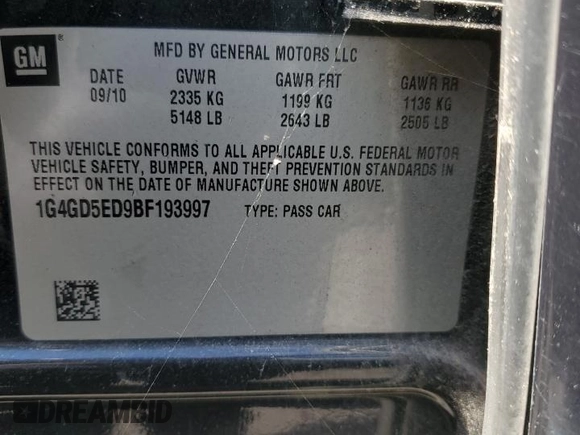 GM ®
MFD BY GENERAL MOTORS LLC
DATE GVWR GAWR FRT GAWR RR
09/10 2335 KG 1199 KG 1136 KG
5148 LB 2643 LB 2505 LB
THIS VEHICLE CONFORMS TO ALL APPLICABLE U.S. FEDERAL MOTOR
VEHICLE SAFETY, BUMPER, AND THEFT PREVENTION STANDARDS IN
EFFECT ON THE DATE OF MANUFACTURE SHOWN ABOVE.
1G4GD5ED9BF193997 TYPE: PASS CAR
DREAMBID